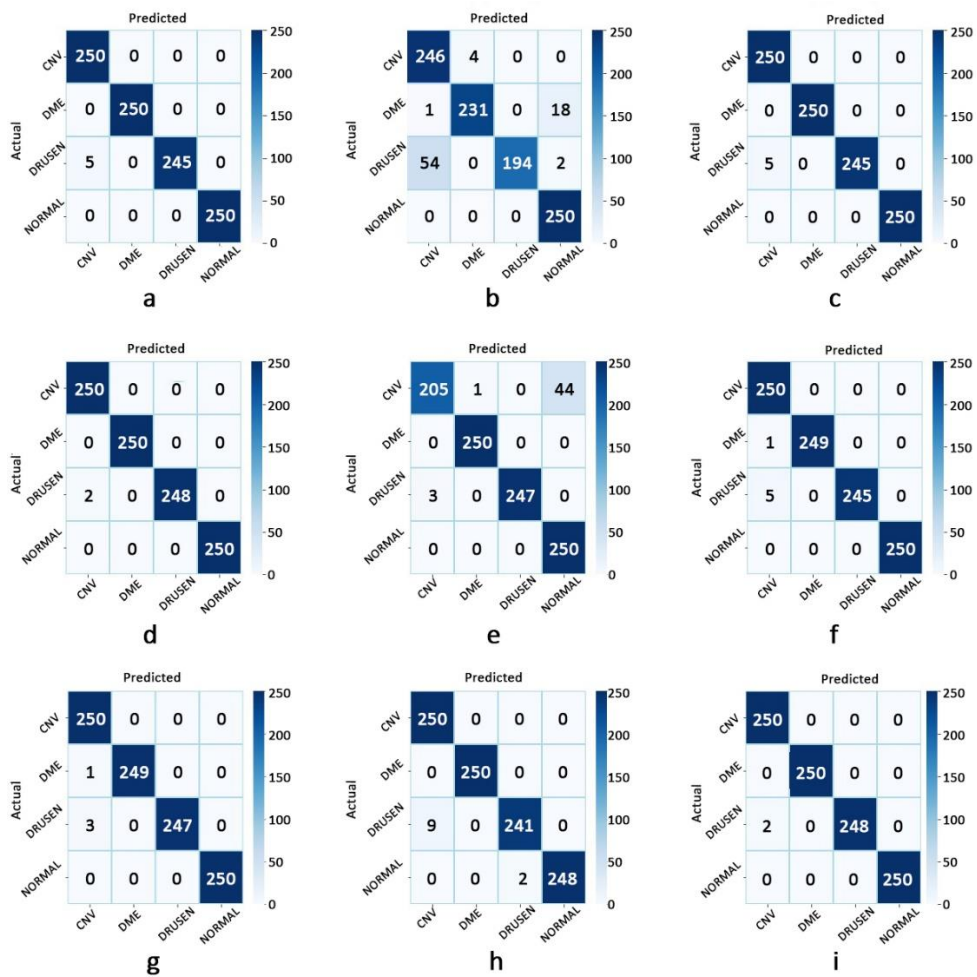 Predicted Predicted Predicted
CNV 250 0 0 0 250 CNV 246 4 0 0 250 CNV 250 0 0 0 250
200 200 200
DME 0 250 0 0 DME 1 231 0 18 DME 0 250 0 0
150 150 150
Actual Actual Actual
DRUSEN 5 0 245 0 100 DRUSEN 54 0 194 2 100 DRUSEN 5 0 245 0 100
50 50 50
NORMAL 0 0 0 250 NORMAL 0 0 0 250 NORMAL 0 0 0 250
0 0 0
CNV DME DRUSEN NORMAL CNV DME DRUSEN NORMAL CNV DME DRUSEN NORMAL
a b c
Predicted Predicted Predicted
CNV 250 0 0 0 250 CNV 205 1 0 44 250 CNV 250 0 0 0 250
200 200 200
DME 0 250 0 0 DME 0 250 0 0 DME 1 249 0 0
150 150 150
Actual Actual Actual
DRUSEN 2 0 248 0 100 DRUSEN 3 0 247 0 100 DRUSEN 5 0 245 0 100
50 50 50
NORMAL 0 0 0 250 NORMAL 0 0 0 250 NORMAL 0 0 0 250
0 0 0
CNV DME DRUSEN NORMAL CNV DME DRUSEN NORMAL CNV DME DRUSEN NORMAL
d e f
Predicted Predicted Predicted
CNV 250 0 0 0 250 CNV 250 0 0 0 250 CNV 250 0 0 0 250
200 200 200
DME 1 249 0 0 DME 0 250 0 0 DME 0 250 0 0
150 150 150
Actual Actual Actual
DRUSEN 3 0 247 0 100 DRUSEN 9 0 241 0 100 DRUSEN 2 0 248 0 100
50 50 50
NORMAL 0 0 0 250 NORMAL 0 0 2 248 NORMAL 0 0 0 250
0 0 0
CNV DME DRUSEN NORMAL CNV DME DRUSEN NORMAL CNV DME DRUSEN NORMAL
g h i